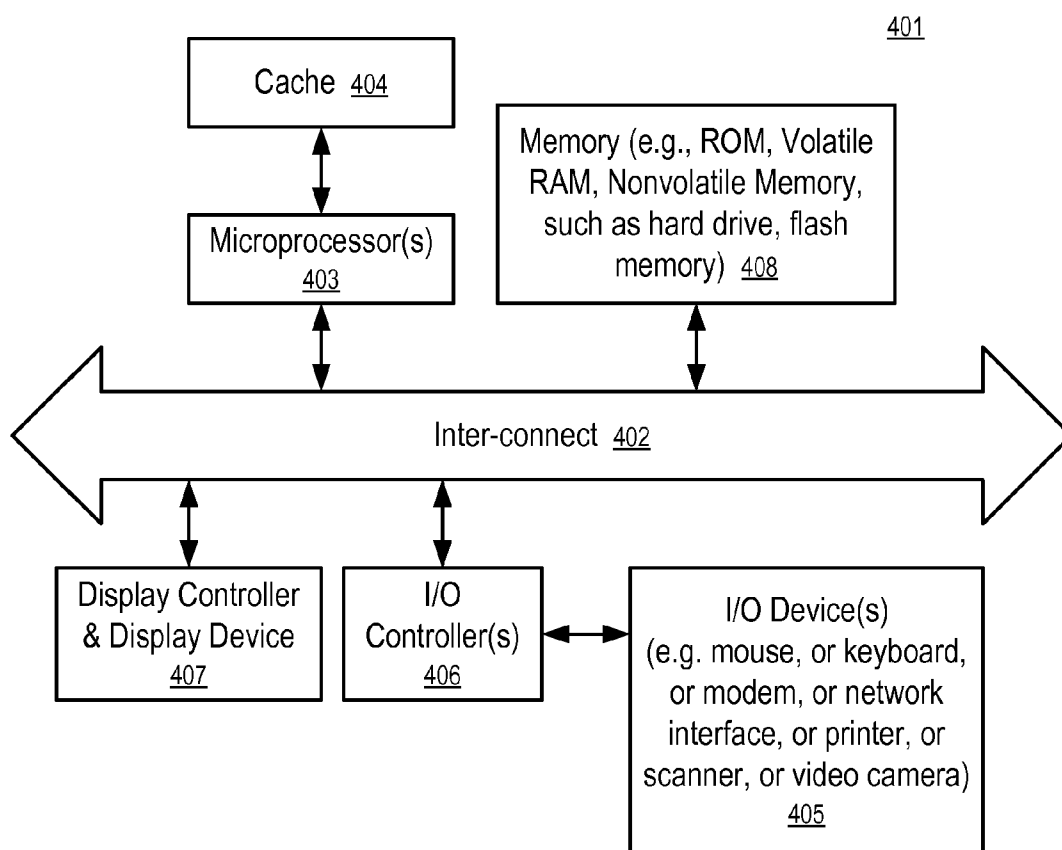 401
Cache 404
Memory (e.g., ROM, Volatile
RAM, Nonvolatile Memory,
such as hard drive, flash
memory) 408
Microprocessor(s)
403
Inter-connect 402
Display Controller
& Display Device
407
I/O
Controller(s)
406
I/O Device(s)
(e.g. mouse, or keyboard,
or modem, or network
interface, or printer, or
scanner, or video camera)
405